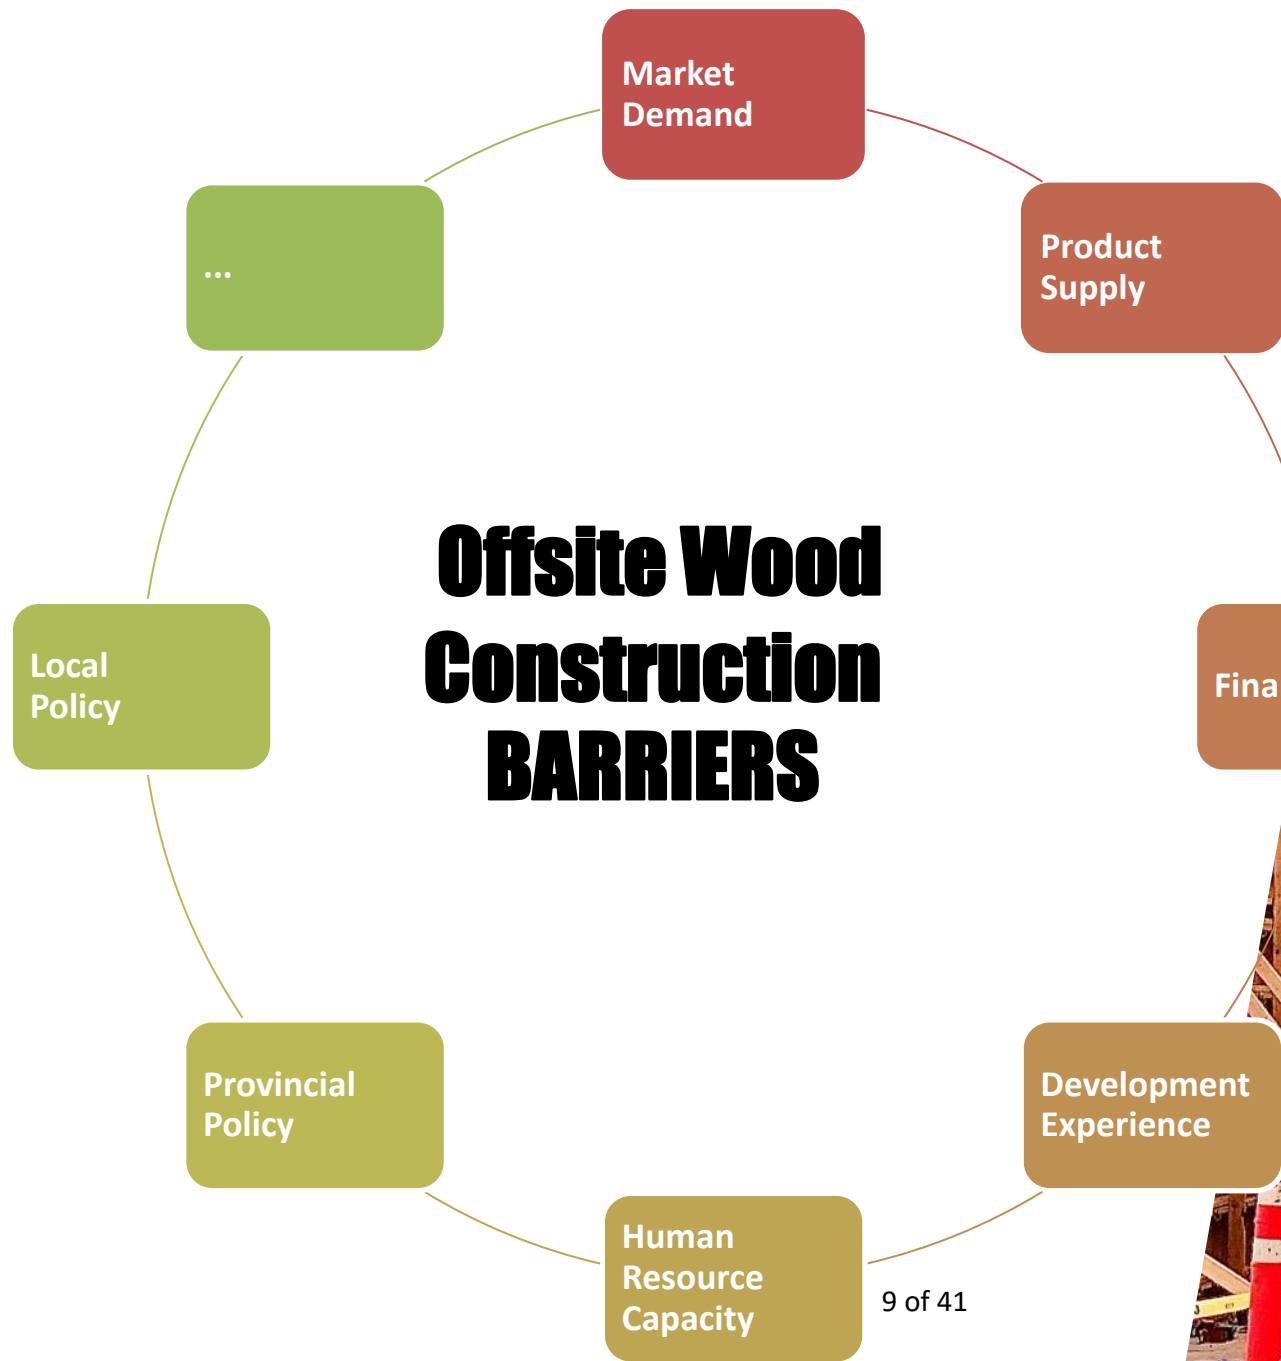 Market
Demand
Product
Supply
Fina
Development
Experience
Human
Resource
Capacity
Provincial
Policy
Local
Policy
...
Offsite Wood
Construction
BARRIERS
9 of 41